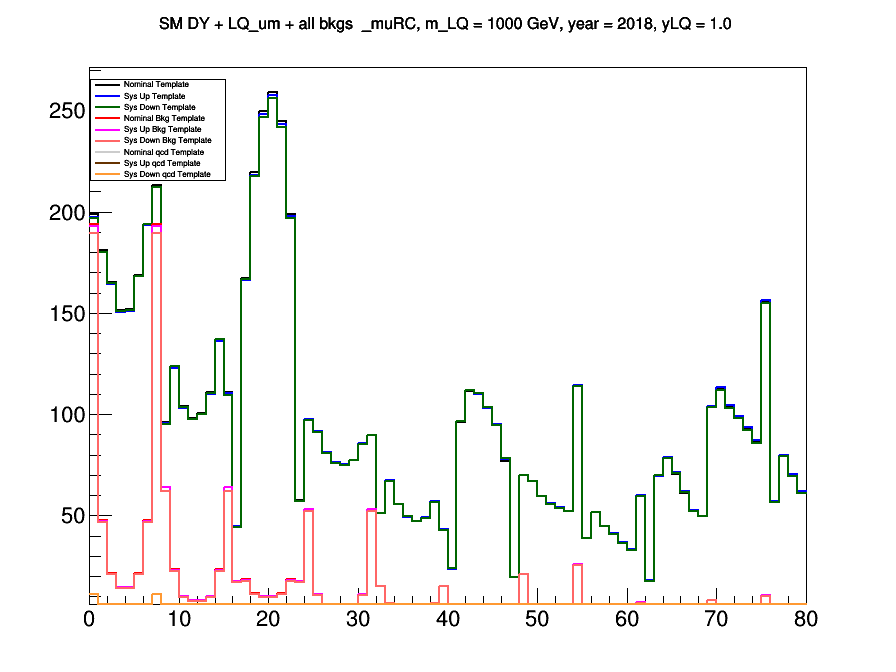 SM DY + LQ_um + all bkgs _muRC, m_LQ = 1000 GeV, year = 2018, yLQ = 1.0
Nominal Template
Sys Up Template
Sys Down Template
Nominal Bkg Template
Sys Up Bkg Template
Sys Down Bkg Template
Nominal qcd Template
Sys Up qcd Template
Sys Down qcd Template
250
200
150
100
50
0 10 20 30 40 50 60 70 80